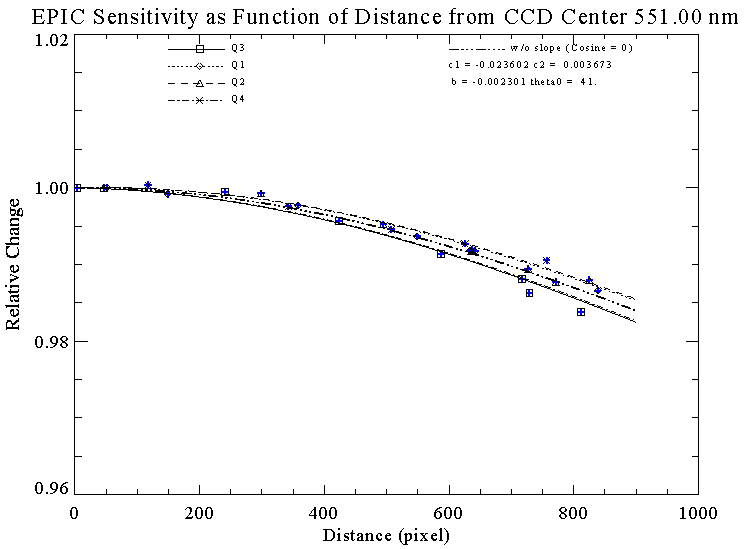 EPIC Sensitivity as Function of Distance from CCD Center 551.00 nm
1.02
Q3
w/o slope (Cosine = 0)
Q1
c1 = -0.023602 c2 = 0.003673
Q2
b = -0.002301 theta0 = 41.
Q4
1.00
Relative Change
0.98
0.96
0 200 400 600 800 1000
Distance (pixel)